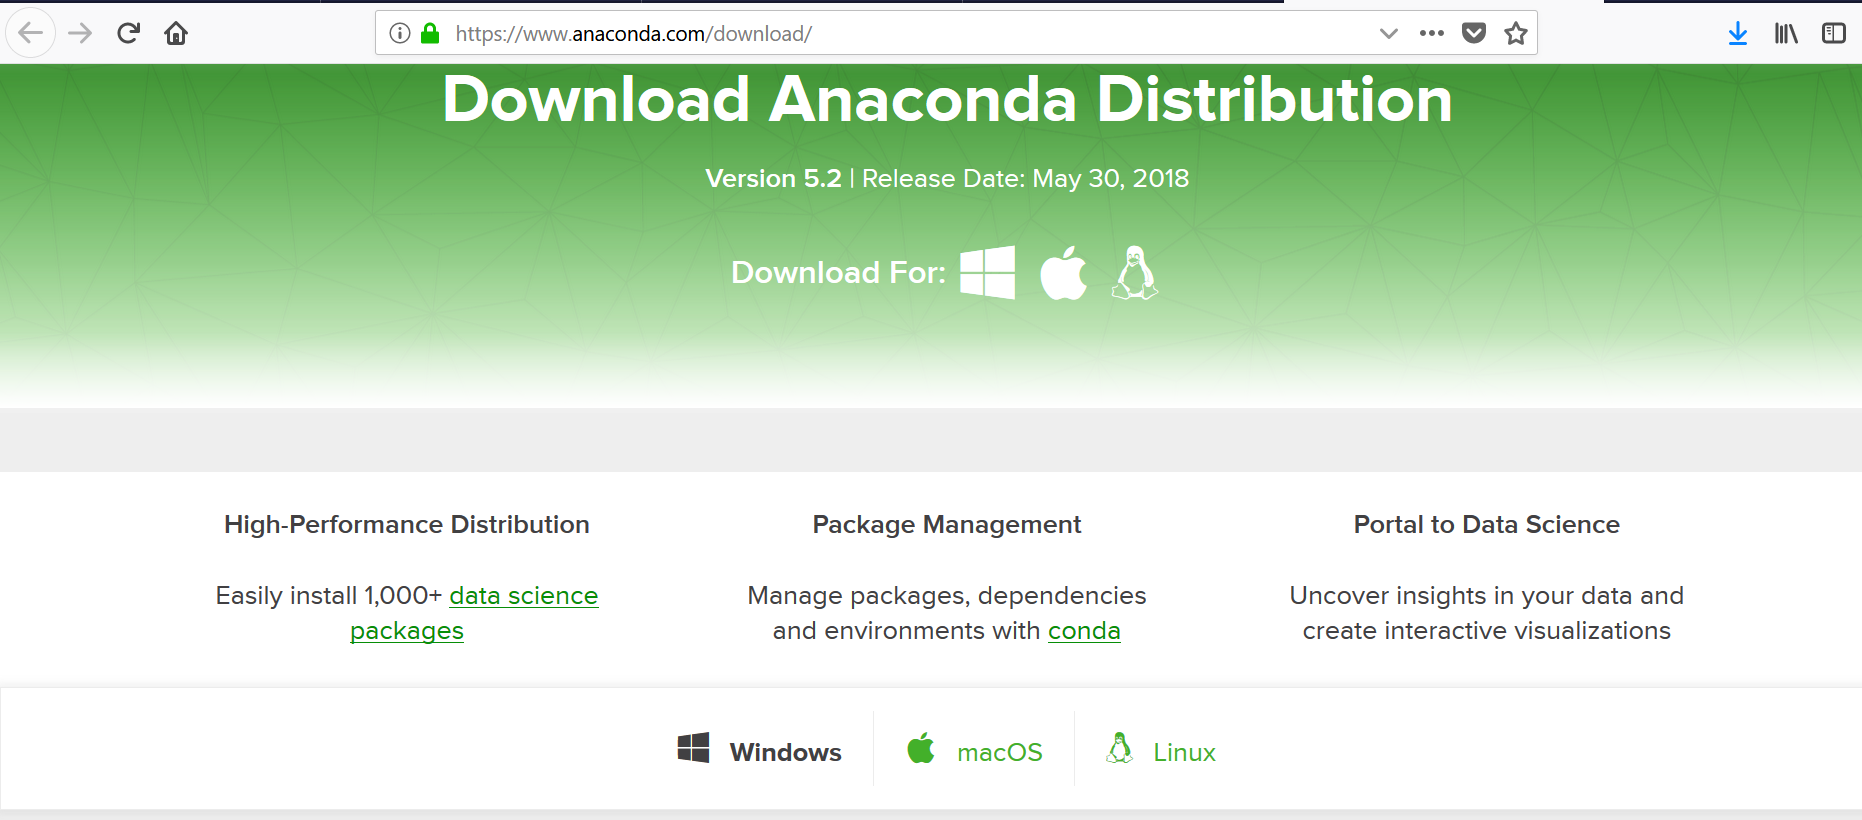 https://www.anaconda.com/download/
Download Anaconda Distribution
Version 5.2 | Release Date: May 30, 2018
Download For:
High-Performance Distribution
Easily install 1,000+ data science
packages
Package Management
Manage packages, dependencies
and environments with conda
Portal to Data Science
Uncover insights in your data and
create interactive visualizations
Windows
macOS
Linux